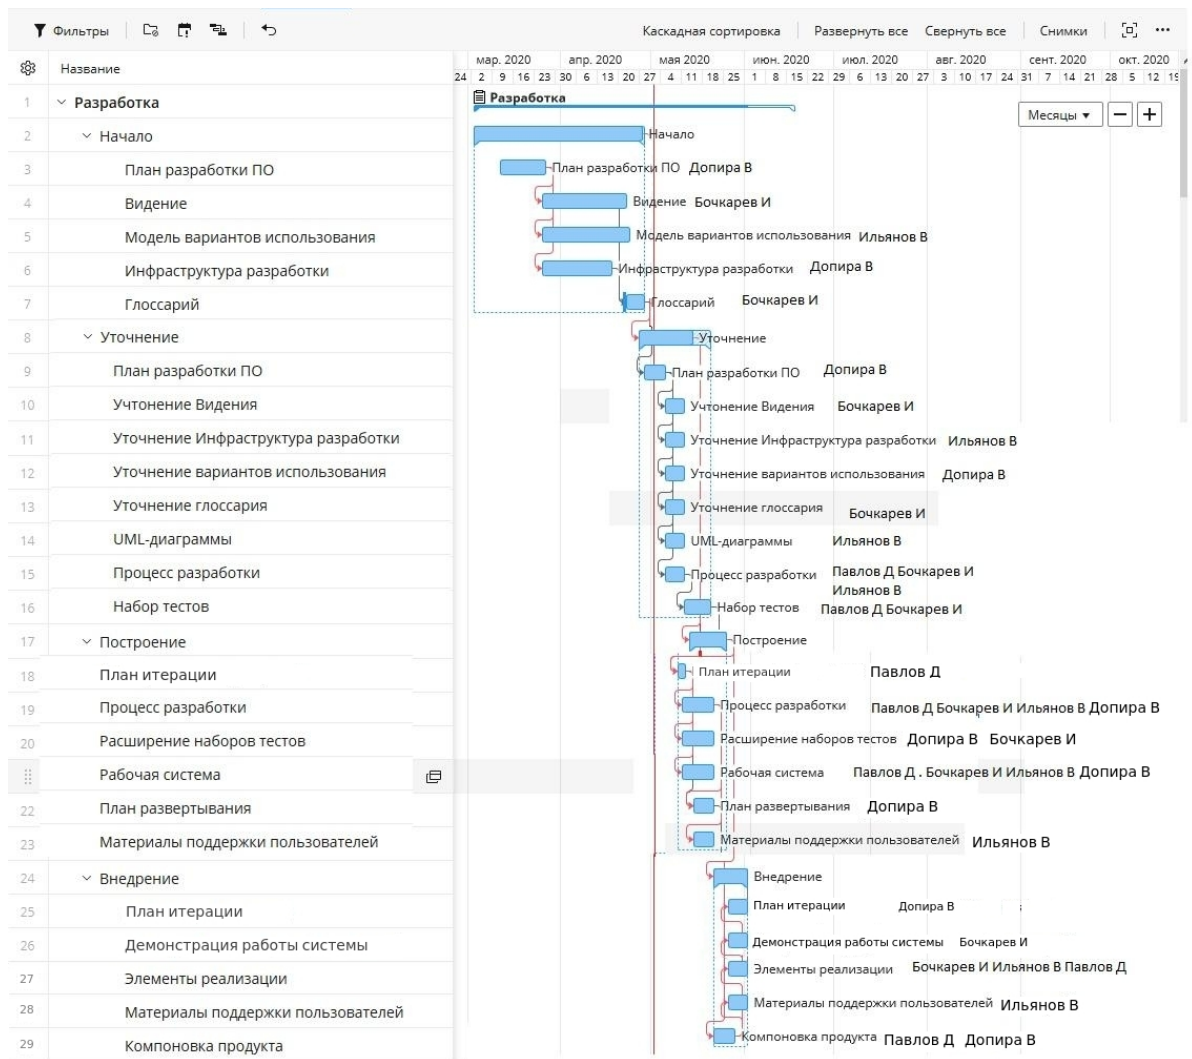 Фильтры Каскадная сортировка Развернуть все Свернуть все Снимки
Название мар. 2020 апр. 2020 мая 2020 июн. 2020 июл. 2020 авг. 2020 сент. 2020 окт. 2020
24 2 9 16 23 30 6 13 20 27 4 11 18 25 1 8 15 22 29 6 13 20 27 3 10 17 24 31 7 14 21 28 5 12 19
1 Разработка Разработка
Месяцы
2 Начало Начало
3 План разработки ПО План разработки ПО Допира В
4 Видение Видение Бочкарев И
5 Модель вариантов использования Модель вариантов использования Ильянов В
6 Инфраструктура разработки Инфраструктура разработки Допира В
7 Глоссарий Глоссарий Бочкарев И
8 Уточнение Уточнение
9 План разработки ПО План разработки ПО Допира В
10 Учтонение Видения Учтонение Видения Бочкарев И
11 Уточнение Инфраструктура разработки Уточнение Инфраструктура разработки Ильянов В
12 Уточнение вариантов использования Уточнение вариантов использования Допира В
13 Уточнение глоссария Уточнение глоссария Бочкарев И
14 UML-диаграммы UML-диаграммы Ильянов В
15 Процесс разработки Процесс разработки Павлов Д Бочкарев И
Ильянов В
16 Набор тестов Набор тестов Павлов Д Бочкарев И
17 Построение Построение
18 План итерации План итерации Павлов Д
19 Процесс разработки Процесс разработки Павлов Д Бочкарев И Ильянов В Допира В
20 Расширение наборов тестов Расширение наборов тестов Допира В Бочкарев И
Рабочая система Рабочая система Павлов Д . Бочкарев И Ильянов В Допира В
22 План развертывания План развертывания Допира В
23 Материалы поддержки пользователей Материалы поддержки пользователей Ильянов В
24 Внедрение Внедрение
25 План итерации План итерации Допира В
26 Демонстрация работы системы Демонстрация работы системы Бочкарев И
27 Элементы реализации Элементы реализации Бочкарев И Ильянов В Павлов Д
28 Материалы поддержки пользователей Материалы поддержки пользователей Ильянов В
29 Компоновка продукта Компоновка продукта Павлов Д Допира В